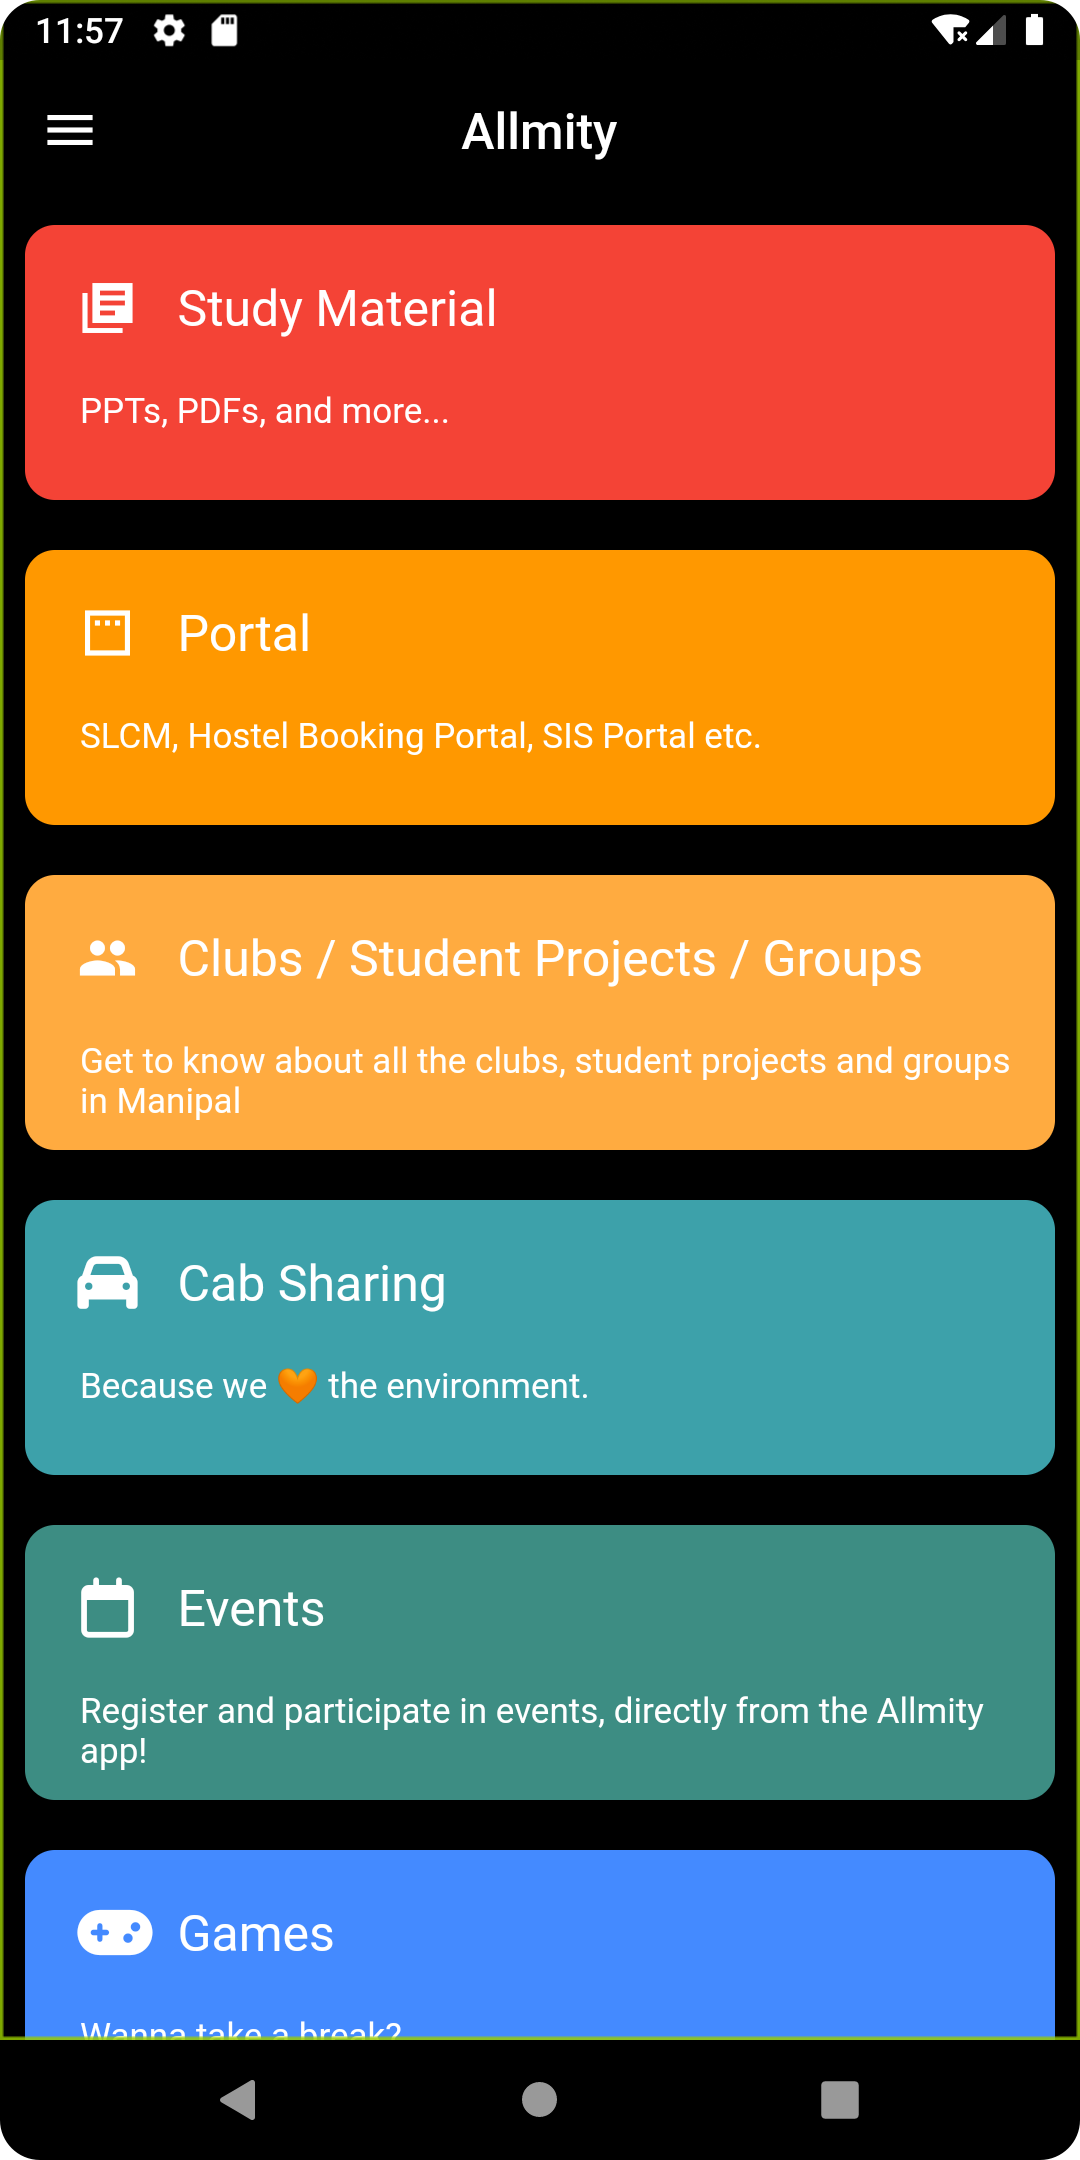 11:57
Allmity
Study Material
PPTs, PDFs, and more...
Portal
SLCM, Hostel Booking Portal, SIS Portal etc.
Clubs / Student Projects / Groups
Get to know about all the clubs, student projects and groups
in Manipal
Cab Sharing
Because we 🧡 the environment.
Events
Register and participate in events, directly from the Allmity
app!
Games
Wanna take a break?